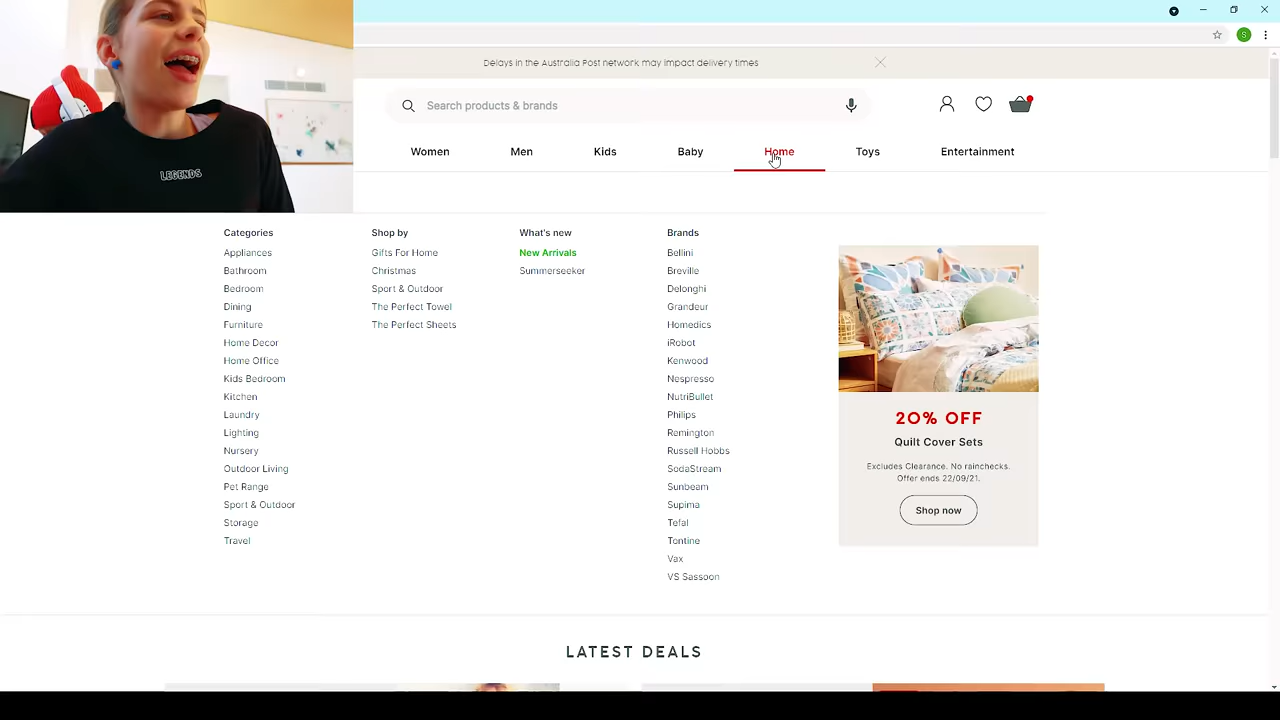 Delays in the Australia Post network may impact delivery times
Search products & brands
S
Women
Men
Kids
Baby
Home
Toys
Entertainment
LEGENDS
Categories
Appliances
Bathroom
Bedroom
Dining
Furniture
Home Decor
Home Office
Kids Bedroom
Kitchen
Laundry
Lighting
Nursery
Outdoor Living
Pet Range
Sport & Outdoor
Storage
Travel
Shop by
Gifts For Home
Christmas
Sport & Outdoor
The Perfect Towel
The Perfect Sheets
What's new
New Arrivals
Summerseeker
Brands
Bellini
Breville
Delonghi
Grandeur
Homedics
iRobot
Kenwood
Nespresso
NutriBullet
Philips
Remington
Russell Hobbs
SodaStream
Sunbeam
Supima
Tefal
Tontine
Vax
VS Sassoon
20% OFF
Quilt Cover Sets
Excludes Clearance. No rainchecks.
Offer ends 22/09/21.
Shop now
LATEST DEALS